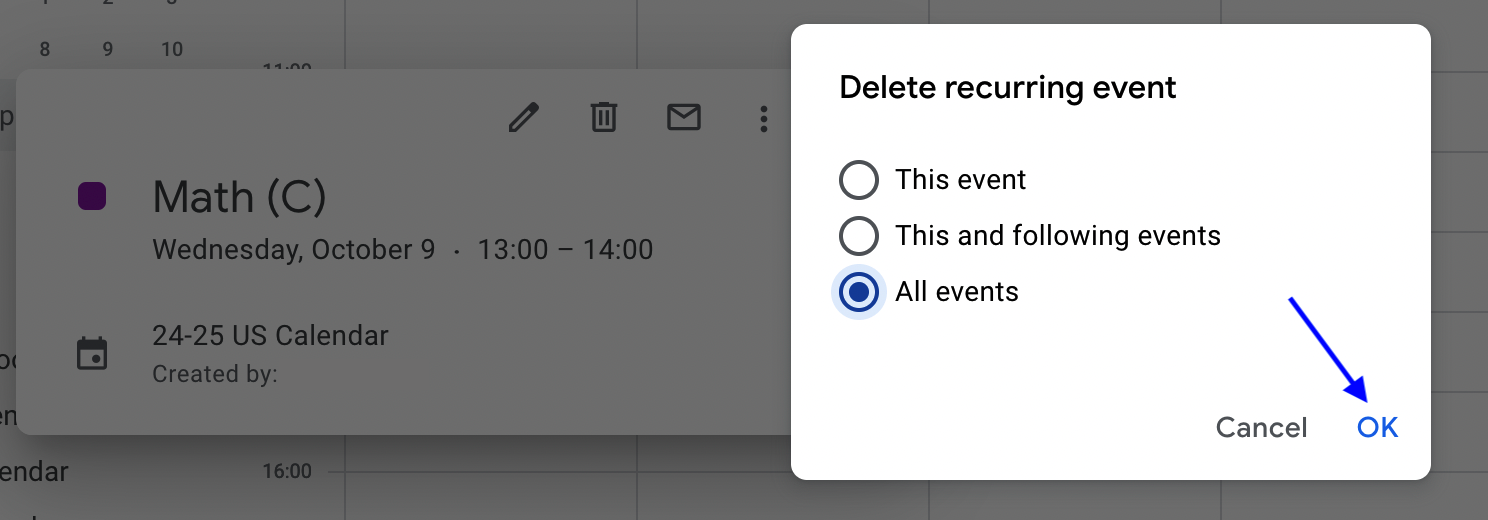 8 9 10
11:00
Math (C)
Wednesday, October 9 · 13:00 – 14:00
24-25 US Calendar
Created by:
endar
16:00
Delete recurring event
This event
This and following events
All events
Cancel OK